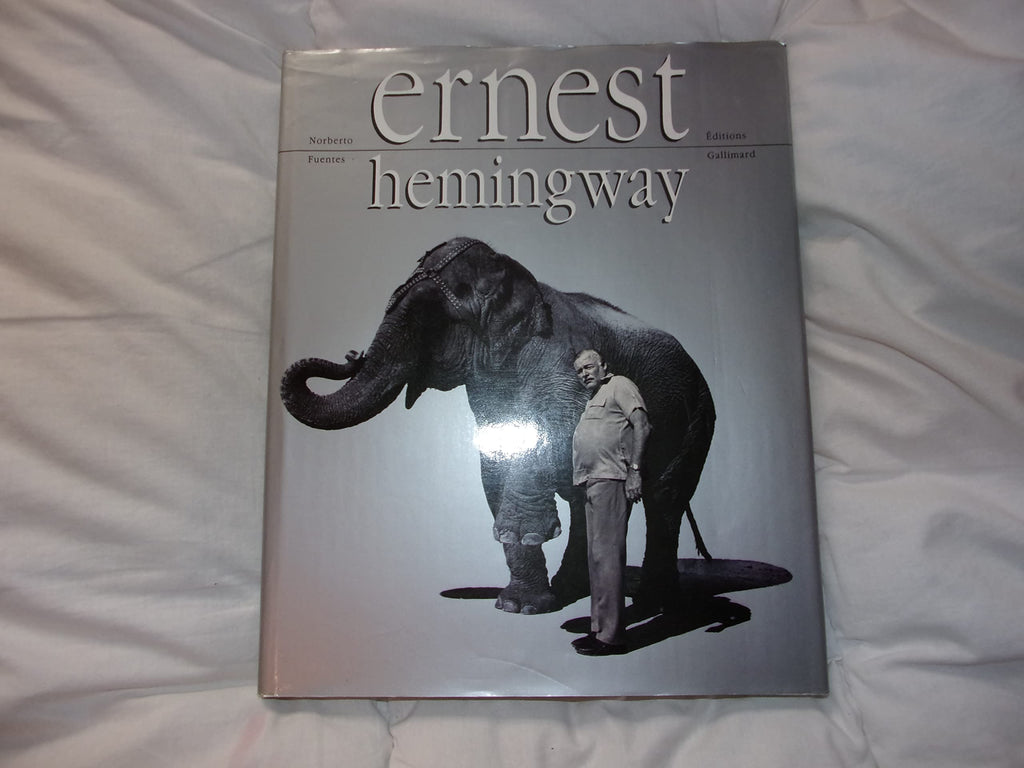 ernest
Norberto
Éditions
Fuentes
Gallimard
hemingway